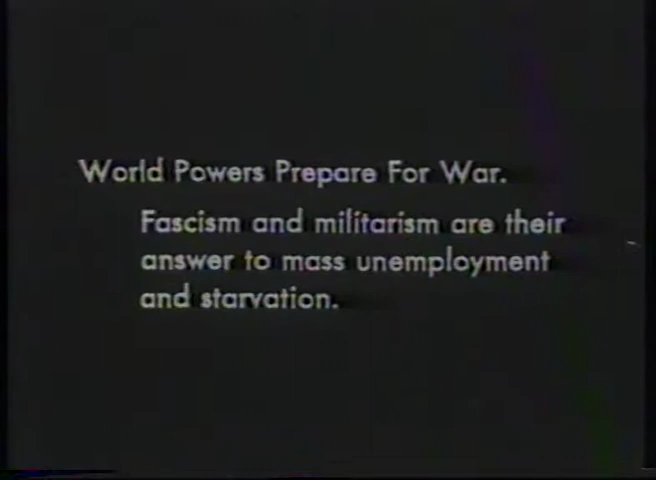 World Powers Prepare For War.
Fascism and militarism are their
answer to mass unemployment
and starvation.